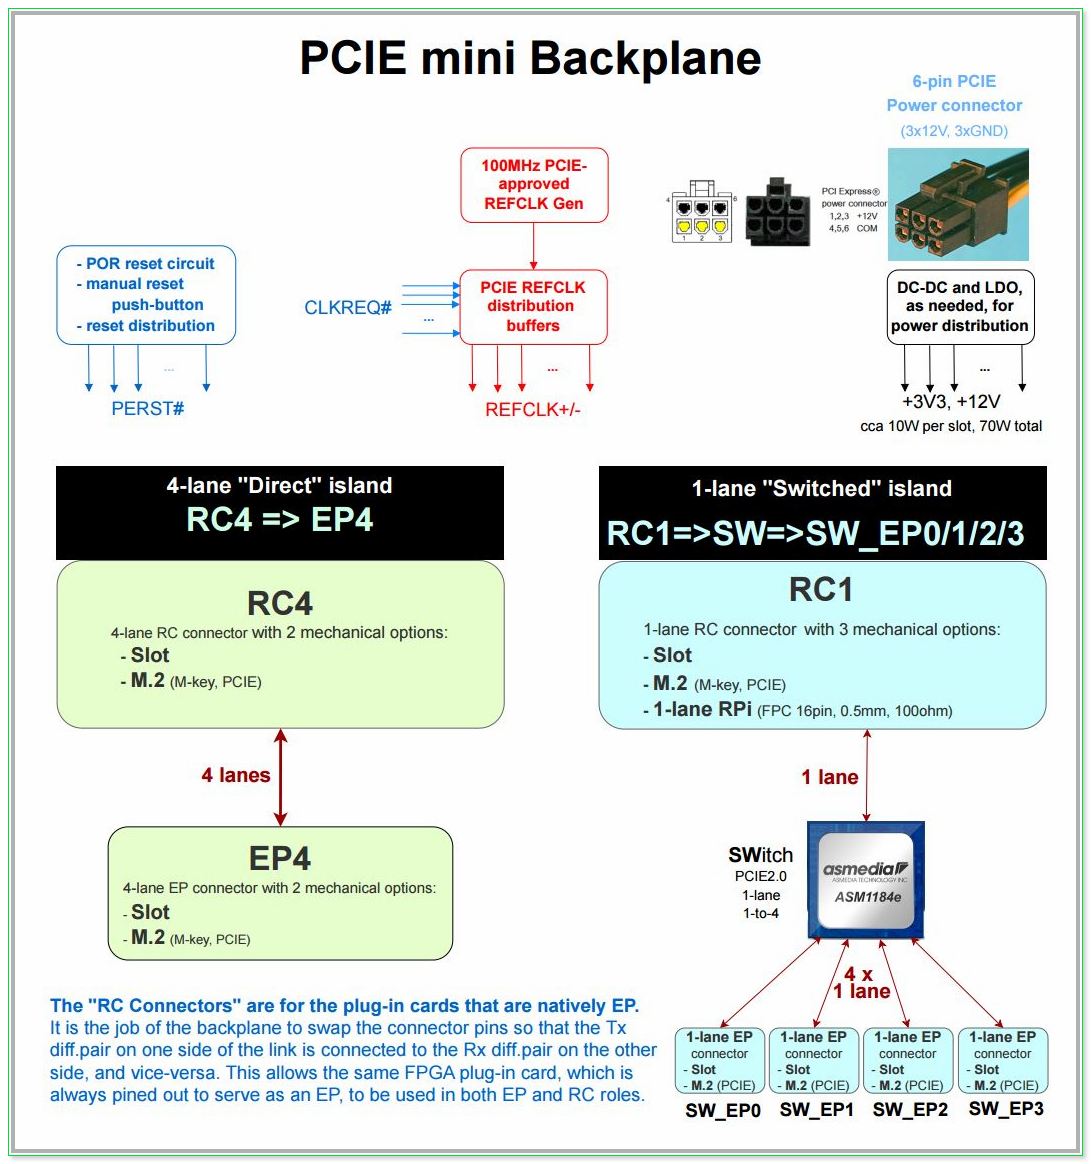 PCIE mini Backplane
6-pin PCIE
Power connector
(3x12V, 3xGND)
100MHz PCIE-
approved
REFCLK Gen
4
6
1
2
3
PCI Express®
power connector
1,2,3 +12V
4,5,6 COM
- POR reset circuit
- manual reset
push-button
- reset distribution
...
PERST#
CLKREQ#
...
PCIE REFCLK
distribution
buffers
...
REFCLK+/-
DC-DC and LDO,
as needed, for
power distribution
...
+3V3, +12V
cca 10W per slot, 70W total
4-lane "Direct" island
RC4 => EP4
RC4
4-lane RC connector with 2 mechanical options:
- Slot
- M.2 (M-key, PCIE)
4 lanes
EP4
4-lane EP connector with 2 mechanical options:
- Slot
- M.2 (M-key, PCIE)
The "RC Connectors" are for the plug-in cards that are natively EP.
It is the job of the backplane to swap the connector pins so that the Tx
diff.pair on one side of the link is connected to the Rx diff.pair on the other
side, and vice-versa. This allows the same FPGA plug-in card, which is
always pined out to serve as an EP, to be used in both EP and RC roles.
1-lane "Switched" island
RC1=>SW=>SW_EP0/1/2/3
RC1
1-lane RC connector with 3 mechanical options:
- Slot
- M.2 (M-key, PCIE)
- 1-lane RPi (FPC 16pin, 0.5mm, 100ohm)
1 lane
SWitch
PCIE2.0
1-lane
1-to-4
asmedia
ASMEDIA TECHNOLOGY INC
ASM1184e
4 x
1 lane
1-lane EP
connector
- Slot
- M.2 (PCIE)
SW_EP0
1-lane EP
connector
- Slot
- M.2 (PCIE)
SW_EP1
1-lane EP
connector
- Slot
- M.2 (PCIE)
SW_EP2
1-lane EP
connector
- Slot
- M.2 (PCIE)
SW_EP3